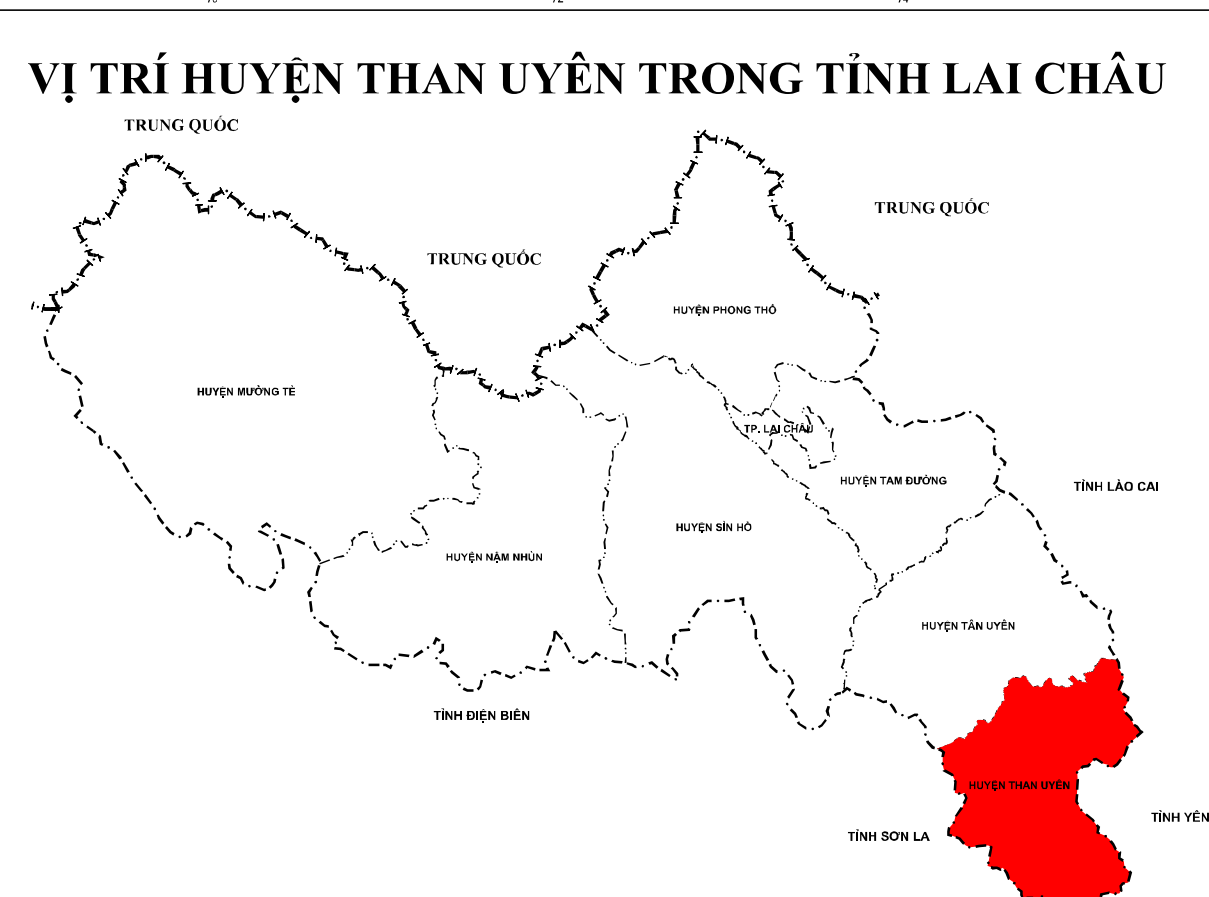 VỊ TRÍ HUYỆN THAN UYÊN TRONG TỈNH LAI CHÂU
TRUNG QUỐC
TRUNG QUỐC
TRUNG QUỐC
HUYỆN PHONG THỔ
HUYỆN MƯỜNG TÈ
TP. LAI CHÂU
HUYỆN TAM ĐƯỜNG
TỈNH LÀO CAI
HUYỆN SÌN HỒ
HUYỆN NẬM NHÙN
HUYỆN TÂN UYÊN
TỈNH ĐIỆN BIÊN
HUYỆN THAN UYÊN
TỈNH YÊN
TỈNH SƠN LA